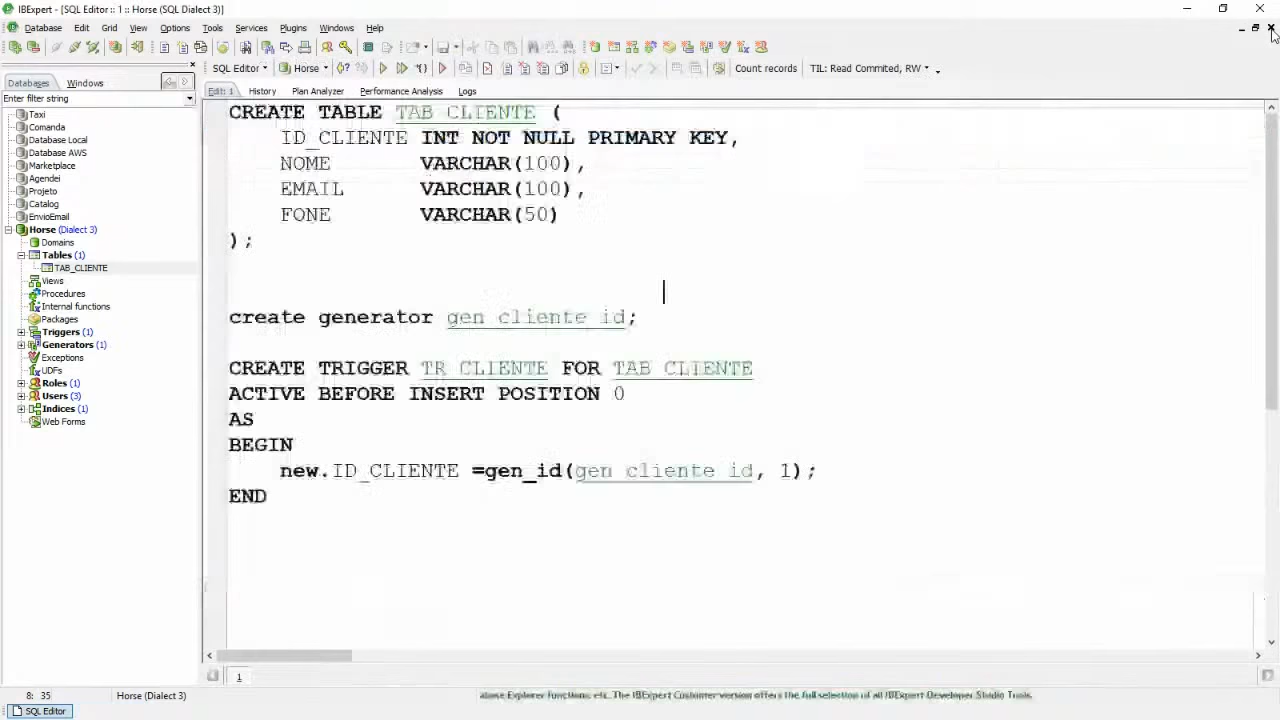 IBExpert - [SQL Editor :: 1 :: Horse (SQL Dialect 3)]
Database Edit Grid View Options Tools Services Plugins Windows Help
SQL Editor Horse Count records TIL: Read Commited, RW
Databases Windows
Edit: 1 History Plan Analyzer Performance Analysis Logs
Enter filter string
Taxi
Comanda
Database Local
Database AWS
Marketplace
Agendei
Projeto
Catalog
EnvioEmail
Horse (Dialect 3)
Domains
Tables (1)
TAB_CLIENTE
Views
Procedures
Internal functions
Packages
Triggers (1)
Generators (1)
Exceptions
UDFs
Roles (1)
Users (3)
Indices (1)
Web Forms
CREATE TABLE TAB_CLIENTE (
ID_CLIENTE INT NOT NULL PRIMARY KEY,
NOME VARCHAR(100),
EMAIL VARCHAR(100),
FONE VARCHAR(50)
);
create generator gen_cliente_id;
CREATE TRIGGER TR_CLIENTE FOR TAB_CLIENTE
ACTIVE BEFORE INSERT POSITION 0
AS
BEGIN
new.ID_CLIENTE =gen_id(gen_cliente_id, 1);
END
1
8: 35 Horse (Dialect 3) Explorer functions, etc. The IBExpert Customer version offers the full selection of all IBExpert Developer Studio Tools.
SQL Editor